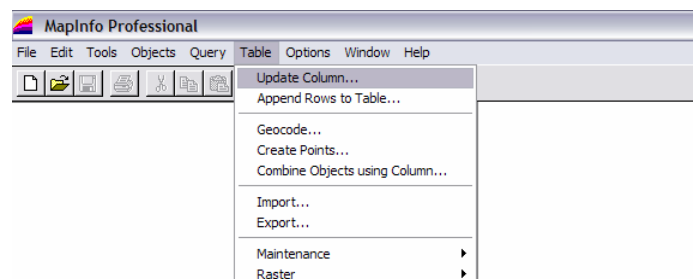 MapInfo Professional
File Edit Tools Objects Query Table Options Window Help
Update Column...
Append Rows to Table...
Geocode...
Create Points...
Combine Objects using Column...
Import...
Export...
Maintenance
Raster